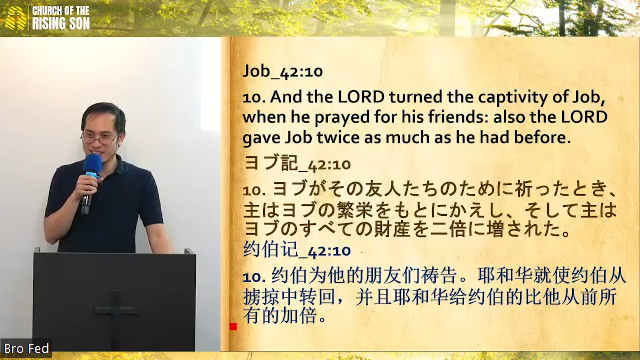 CHURCH OF THE
RISING SON
Job_42:10
10. And the LORD turned the captivity of Job,
when he prayed for his friends: also the LORD
gave Job twice as much as he had before.
ヨブ記_42:10
10. ヨブがその友人たちのために祈ったとき、
主はヨブの繁栄をもとにかえし、そして主は
ヨブのすべての財産を二倍に増された。
约伯记_42:10
10. 约伯为他的朋友们祷告。耶和华就使约伯从
掳掠中转回，并且耶和华给约伯的比他从前所
有的加倍。
Bro Fed